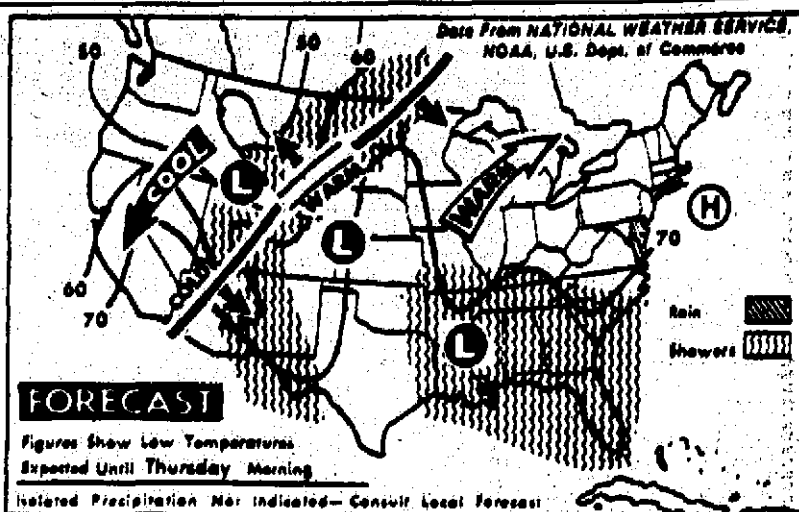 Data From NATIONAL WEATHER SERVICE,
NOAA, U.S. Dept. of Commerce
50
50
60
COOL
L
WARM
WARM
L
H
70
COLD
60
70
L
Rain
Showers
FORECAST
Figures Show Low Temperatures
Expected Until Thursday Morning
Isolated Precipitation Not Indicated— Consult Local Forecast